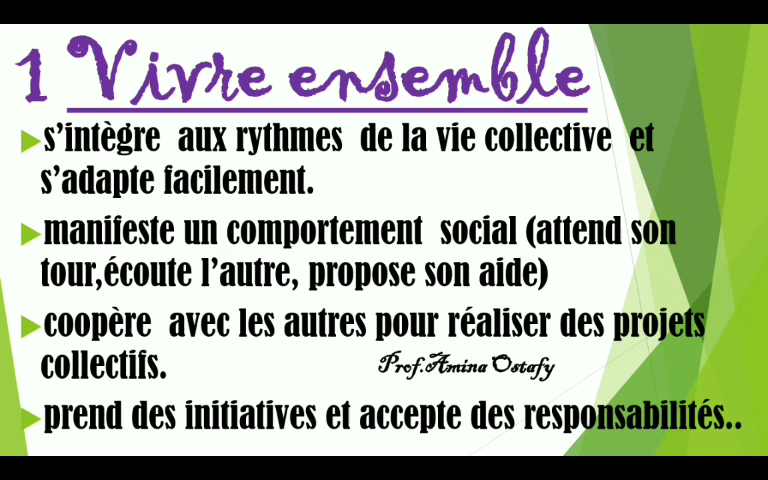 1 Vivre ensemble
s'intègre aux rythmes de la vie collective et
s'adapte facilement.
manifeste un comportement social (attend son
tour,écoute l'autre, propose son aide)
coopère avec les autres pour réaliser des projets
collectifs.
Prof.Amina Ostafy
prend des initiatives et accepte des responsabilités..